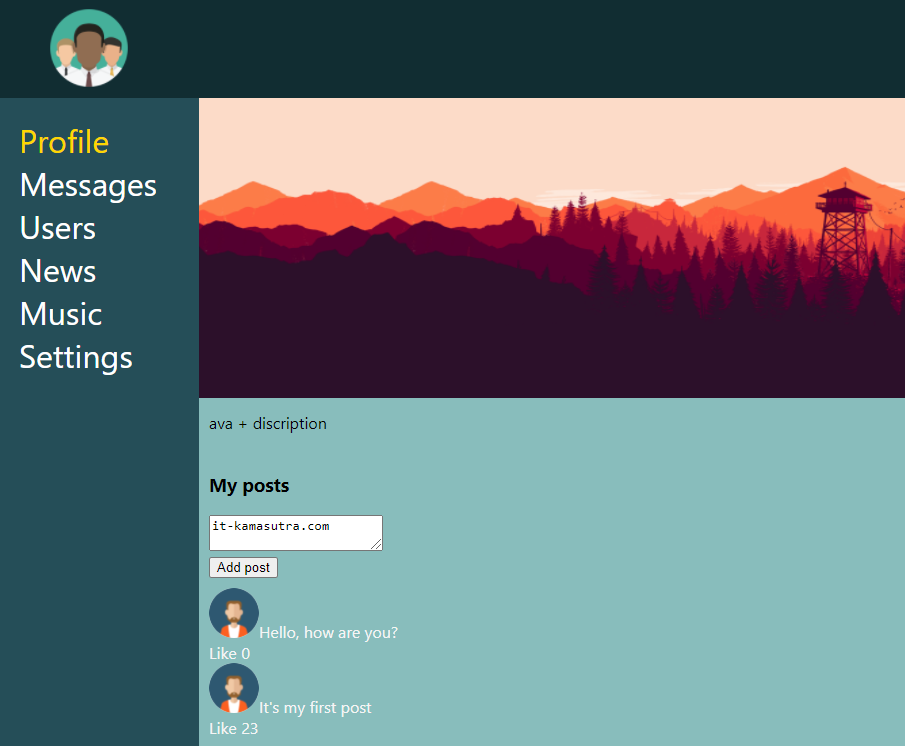 Profile
Messages
Users
News
Music
Settings
ava + discription
My posts
it-kamasutra.com
Add post
Hello, how are you?
Like 0
It's my first post
Like 23